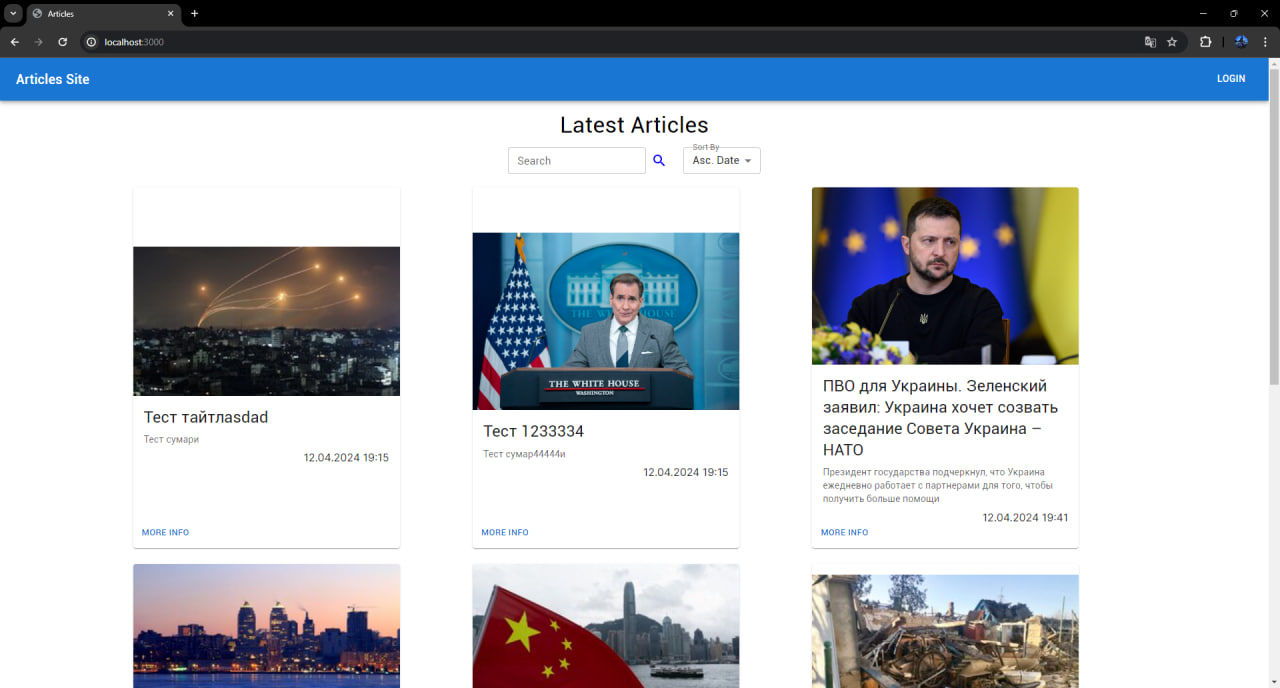 Articles
localhost:3000
Articles Site
LOGIN
Latest Articles
Search
Sort By
Asc. Date
THE WHITE HOUSE
THE WHITE HOUSE
WASHINGTON
Тест тайтлasdad
Тест сумари
12.04.2024 19:15
MORE INFO
Тест 1233334
Тест сумар44444и
12.04.2024 19:15
MORE INFO
ПВО для Украины. Зеленский
заявил: Украина хочет созвать
заседание Совета Украина –
НАТО
Президент государства подчеркнул, что Украина
ежедневно работает с партнерами для того, чтобы
получить больше помощи
12.04.2024 19:41
MORE INFO